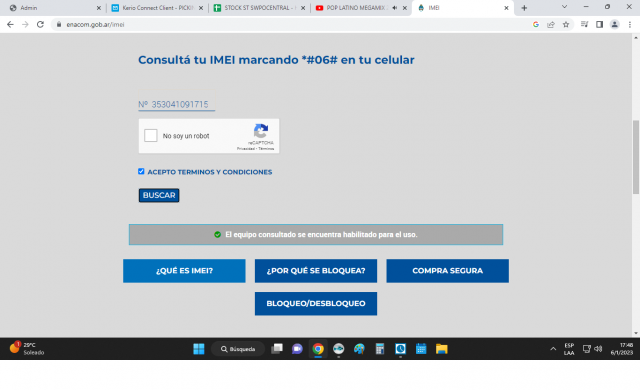 Admin
Kerio Connect Client - PICKI
STOCK ST SWPOCENTRAL -
POP LATINO MEGAMIX
IMEI
enacom.gob.ar/imei
Consultá tu IMEI marcando *#06# en tu celular
Nº 353041091715
No soy un robot
reCAPTCHA
Privacidad - Términos
ACEPTO TERMINOS Y CONDICIONES
BUSCAR
El equipo consultado se encuentra habilitado para el uso.
¿QUÉ ES IMEI?
¿POR QUÉ SE BLOQUEA?
COMPRA SEGURA
BLOQUEO/DESBLOQUEO
1
29°C
Soleado
Búsqueda
ESP
LAA
17:48
6/1/2023